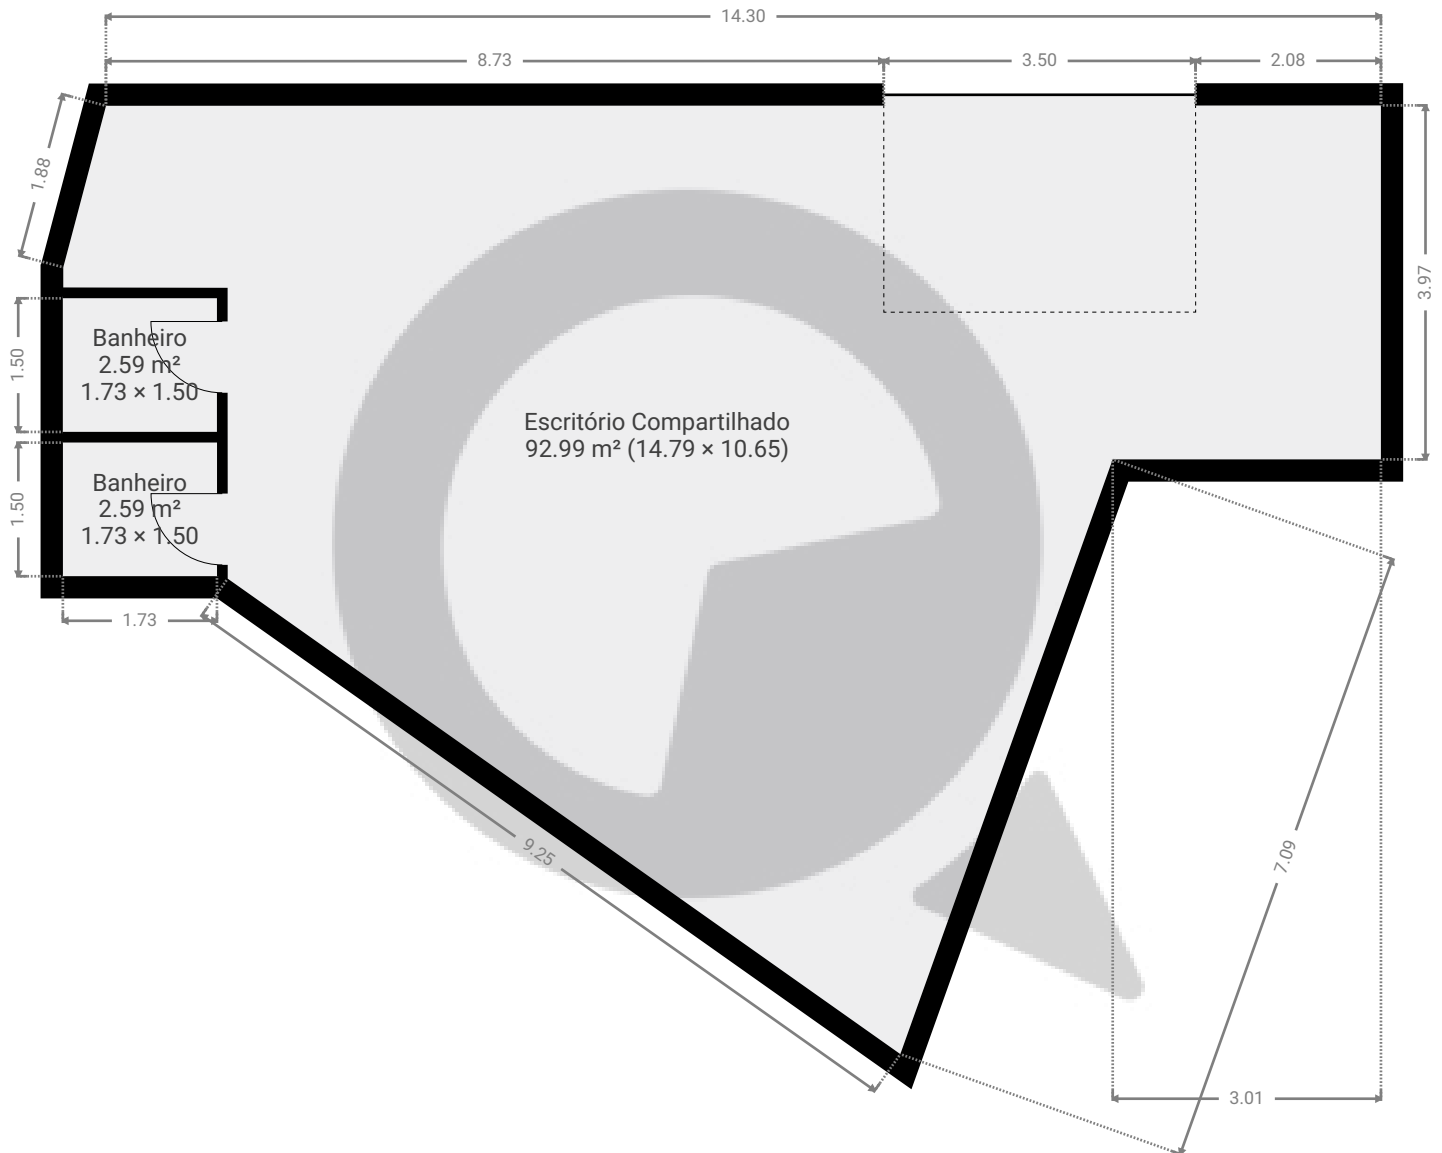 14.30
8.73
3.50
2.08
1.88
3.97
1.50
Banheiro
2.59 m²
1.73 × 1.50
Escritório Compartilhado
92.99 m² (14.79 × 10.65)
1.50
Banheiro
2.59 m²
1.73 × 1.50
1.73
9.25
7.09
3.01